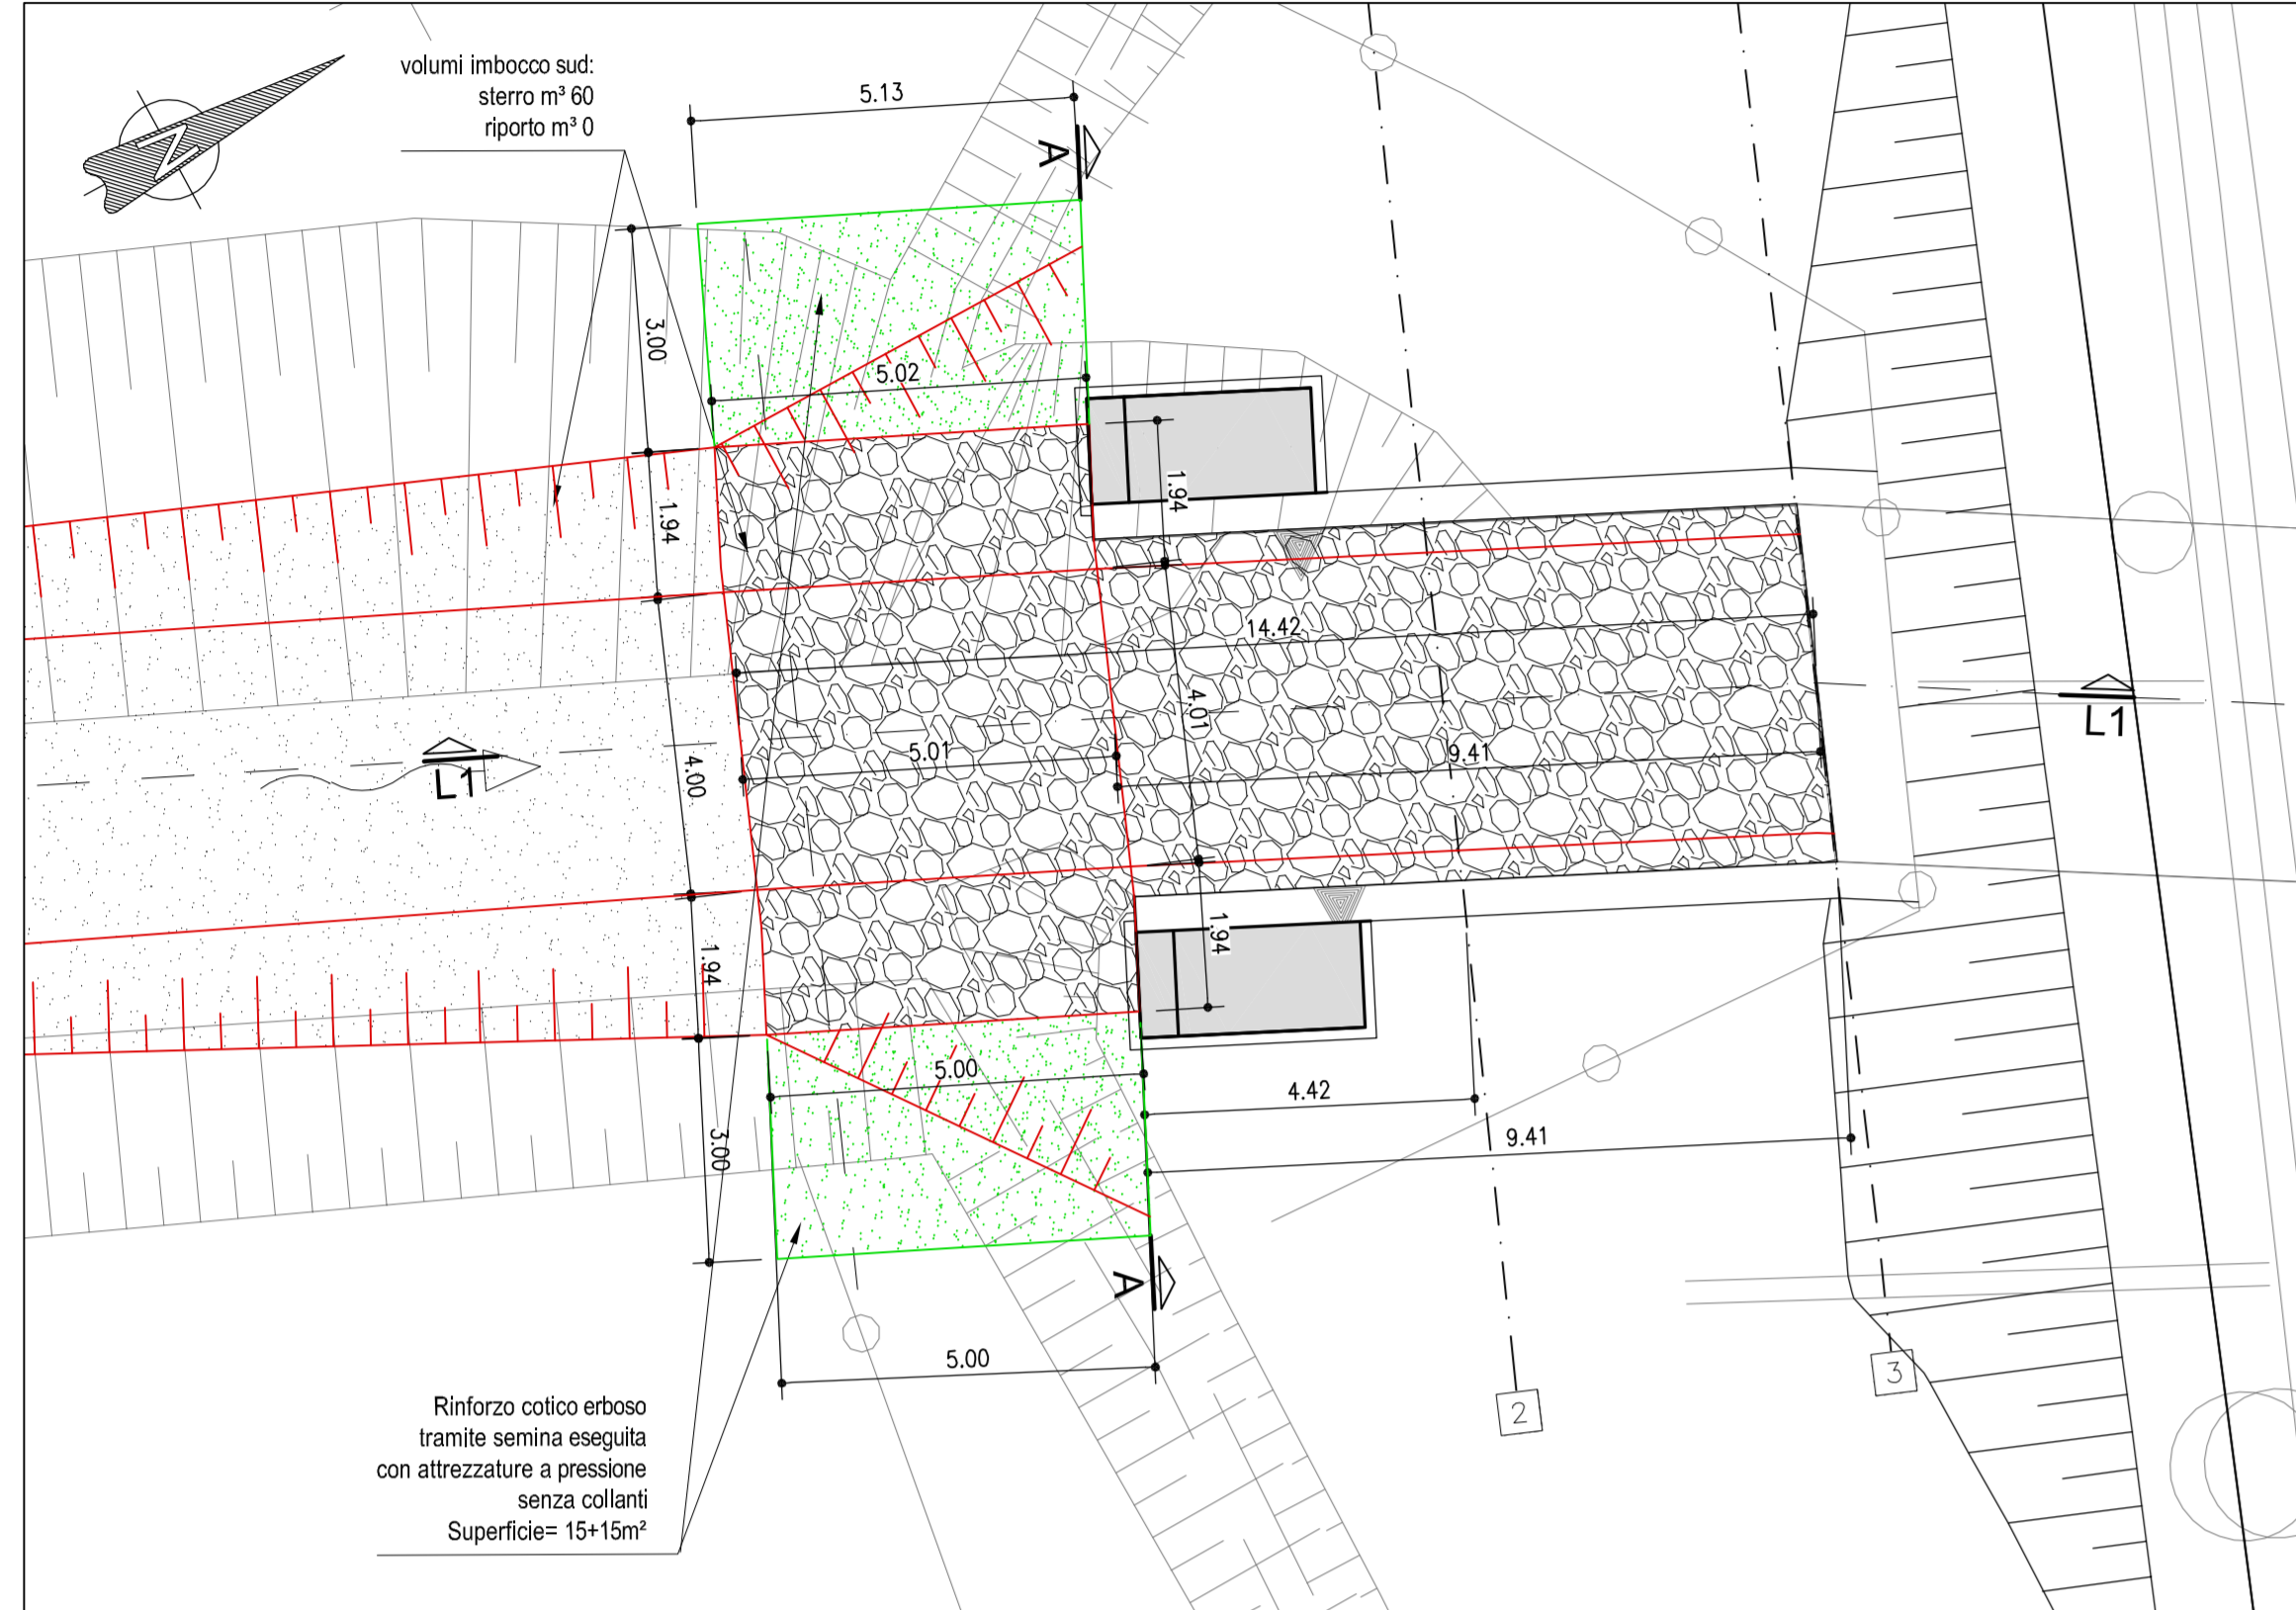 volumi imbocco sud:
sterro m³ 60
riporto m³ 0
N
5.13
A
3.00
5.02
1.94
1.94
14.42
4.01
4.00
5.01
9.41
L1
L1
1.94
1.94
5.00
4.42
9.41
3.00
A
5.00
2
3
Rinforzo cotico erboso
tramite semina eseguita
con attrezzature a pressione
senza collanti
Superficie= 15+15m²